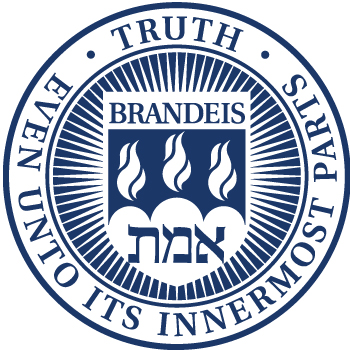 · TRUTH · EVEN UNTO ITS INNERMOST PARTS
BRANDEIS
אמת